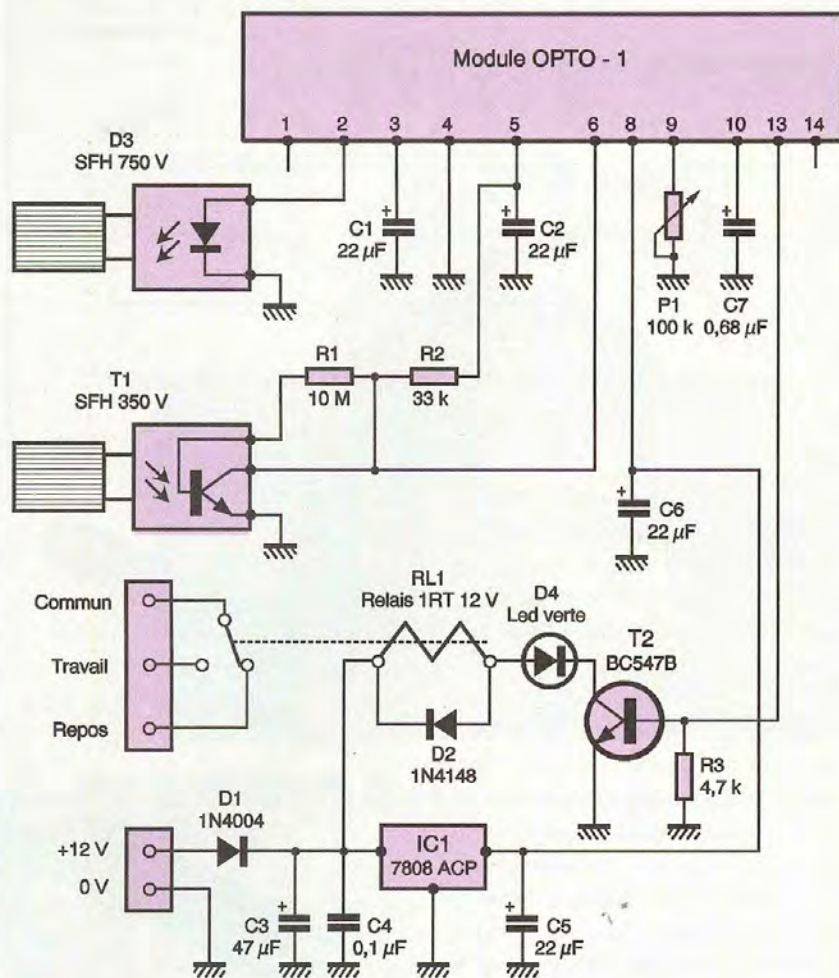 Module OPTO - 1
1 2 3 4 5 6 8 9 10 13 14
D3
SFH 750 V
+
C1
22 µF
+
C2
22 µF
P1
100 k
+
C7
0,68 µF
R1
10 M
R2
33 k
T1
SFH 350 V
+
C6
22 µF
Commun
Travail
Repos
RL1
Relais 1RT 12 V
D4
Led verte
T2
BC547B
D2
1N4148
R3
4,7 k
D1
1N4004
+12 V
0 V
IC1
7808 ACP
+
C3
47 µF
C4
0,1 µF
+
C5
22 µF